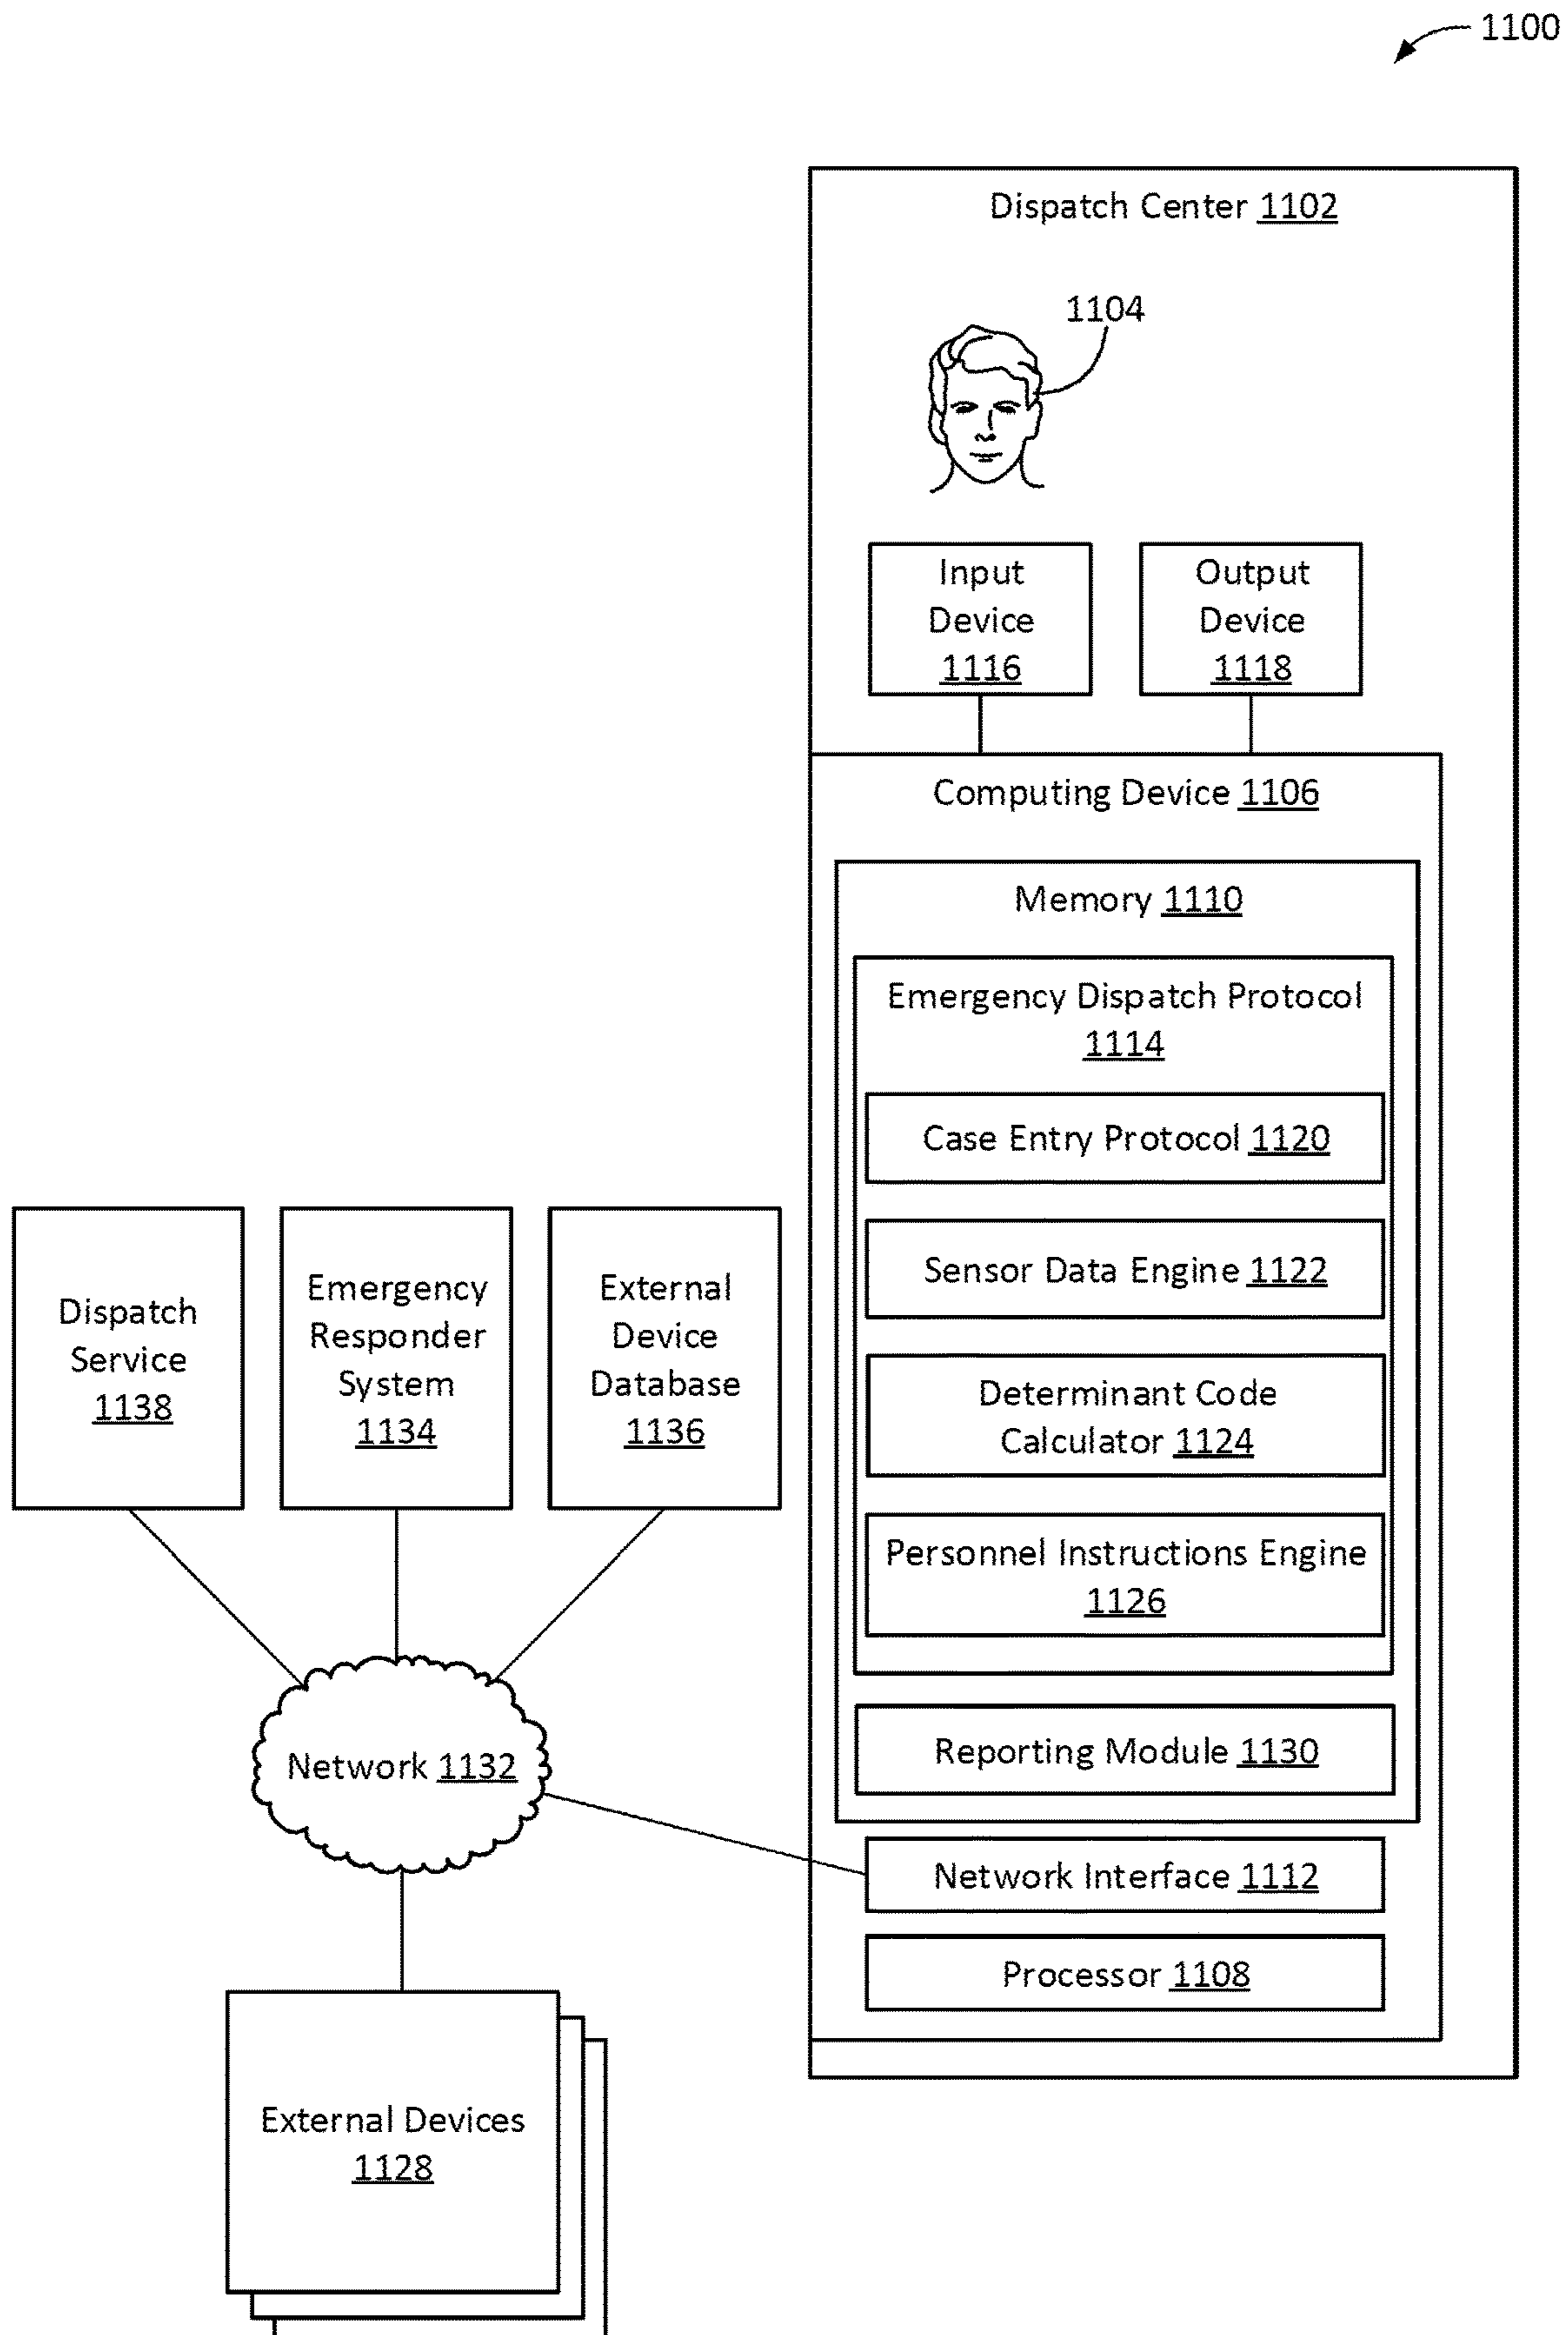 1100
Dispatch Center 1102
1104
Input
Device
1116
Output
Device
1118
Computing Device 1106
Memory 1110
Emergency Dispatch Protocol
1114
Case Entry Protocol 1120
Sensor Data Engine 1122
Determinant Code
Calculator 1124
Personnel Instructions Engine
1126
Reporting Module 1130
Network Interface 1112
Processor 1108
Dispatch
Service
1138
Emergency
Responder
System
1134
External
Device
Database
1136
Network 1132
External Devices
1128